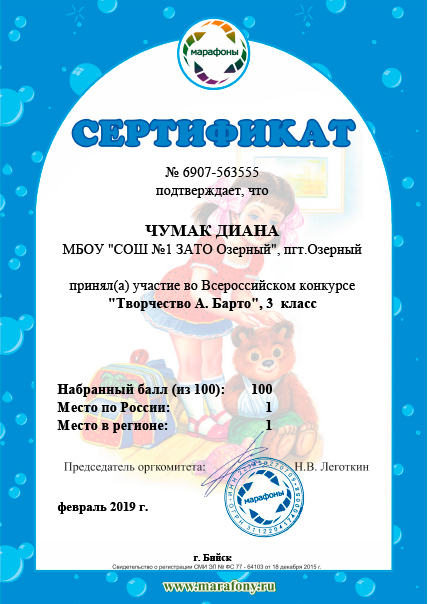 марафоны
СЕРТИФИКАТ
№ 6907-563555
подтверждает, что
ЧУМАК ДИАНА
МБОУ "СОШ №1 ЗАТО Озерный", пгт.Озерный
принял(а) участие во Всероссийском конкурсе
"Творчество А. Барто", 3 класс
Набранный балл (из 100): 100
Место по России: 1
Место в регионе: 1
Председатель оргкомитета: Н.В. Леготкин
марафоны
февраль 2019 г.
г. Бийск
Свидетельство о регистрации СМИ ЭЛ № ФС 77 - 64103 от 18 декабря 2015 г.
www.marafony.ru